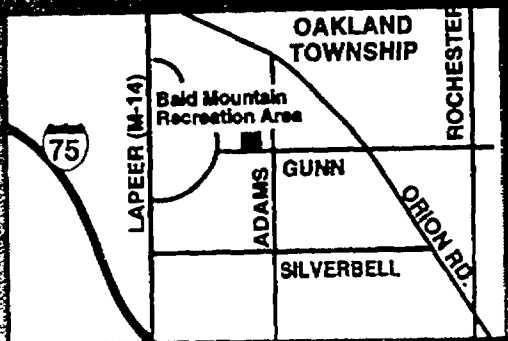 OAKLAND
TOWNSHIP
ROCHESTER
Bald Mountain
Recreation Area
75
LAPEER (M-14)
GUNN
ADAMS
ORION RD.
SILVERBELL